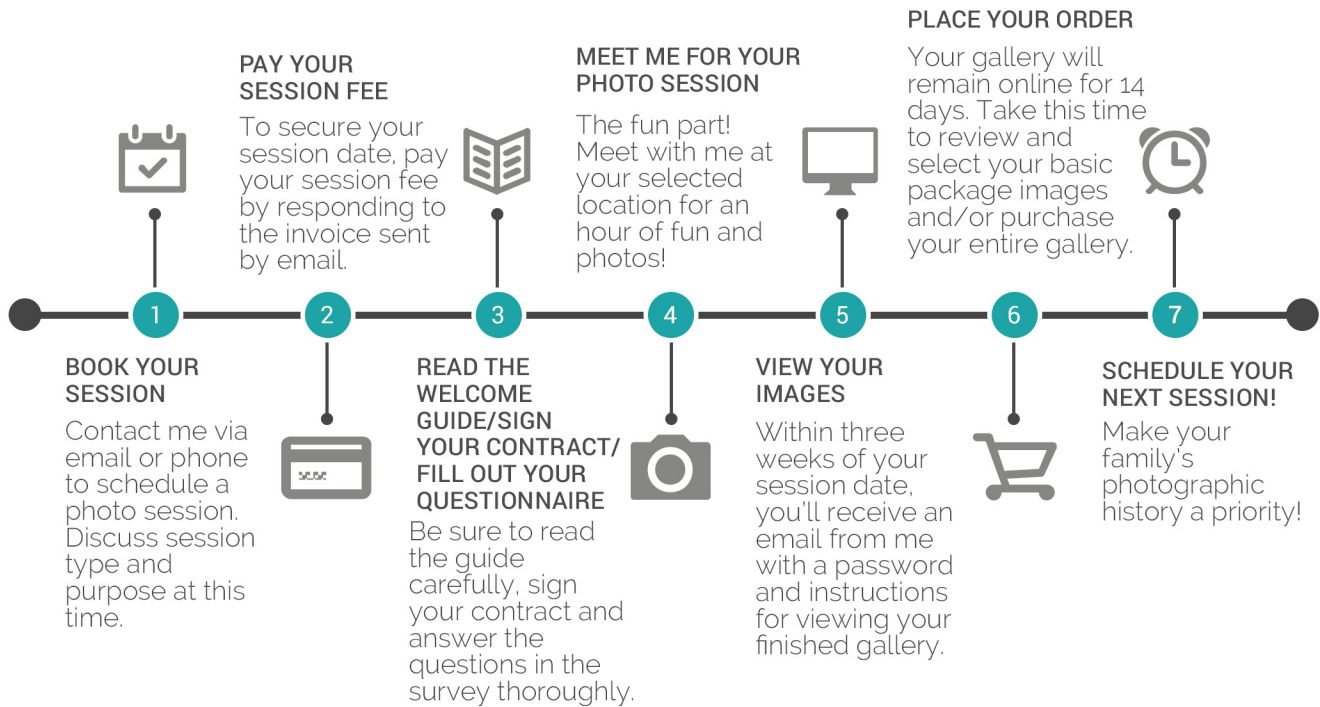 1
BOOK YOUR
SESSION
Contact me via
email or phone
to schedule a
photo session.
Discuss session
type and
purpose at this
time.
2
PAY YOUR
SESSION FEE
To secure your
session date, pay
your session fee
by responding to
the invoice sent
by email.
3
READ THE
WELCOME
GUIDE/SIGN
YOUR CONTRACT/
FILL OUT YOUR
QUESTIONNAIRE
Be sure to read
the guide
carefully, sign
your contract and
answer the
questions in the
survey thoroughly.
4
MEET ME FOR YOUR
PHOTO SESSION
The fun part!
Meet with me at
your selected
location for an
hour of fun and
photos!
5
VIEW YOUR
IMAGES
Within three
weeks of your
session date,
you'll receive an
email from me
with a password
and instructions
for viewing your
finished gallery.
6
PLACE YOUR ORDER
Your gallery will
remain online for 14
days. Take this time
to review and
select your basic
package images
and/or purchase
your entire gallery.
7
SCHEDULE YOUR
NEXT SESSION!
Make your
family's
photographic
history a priority!